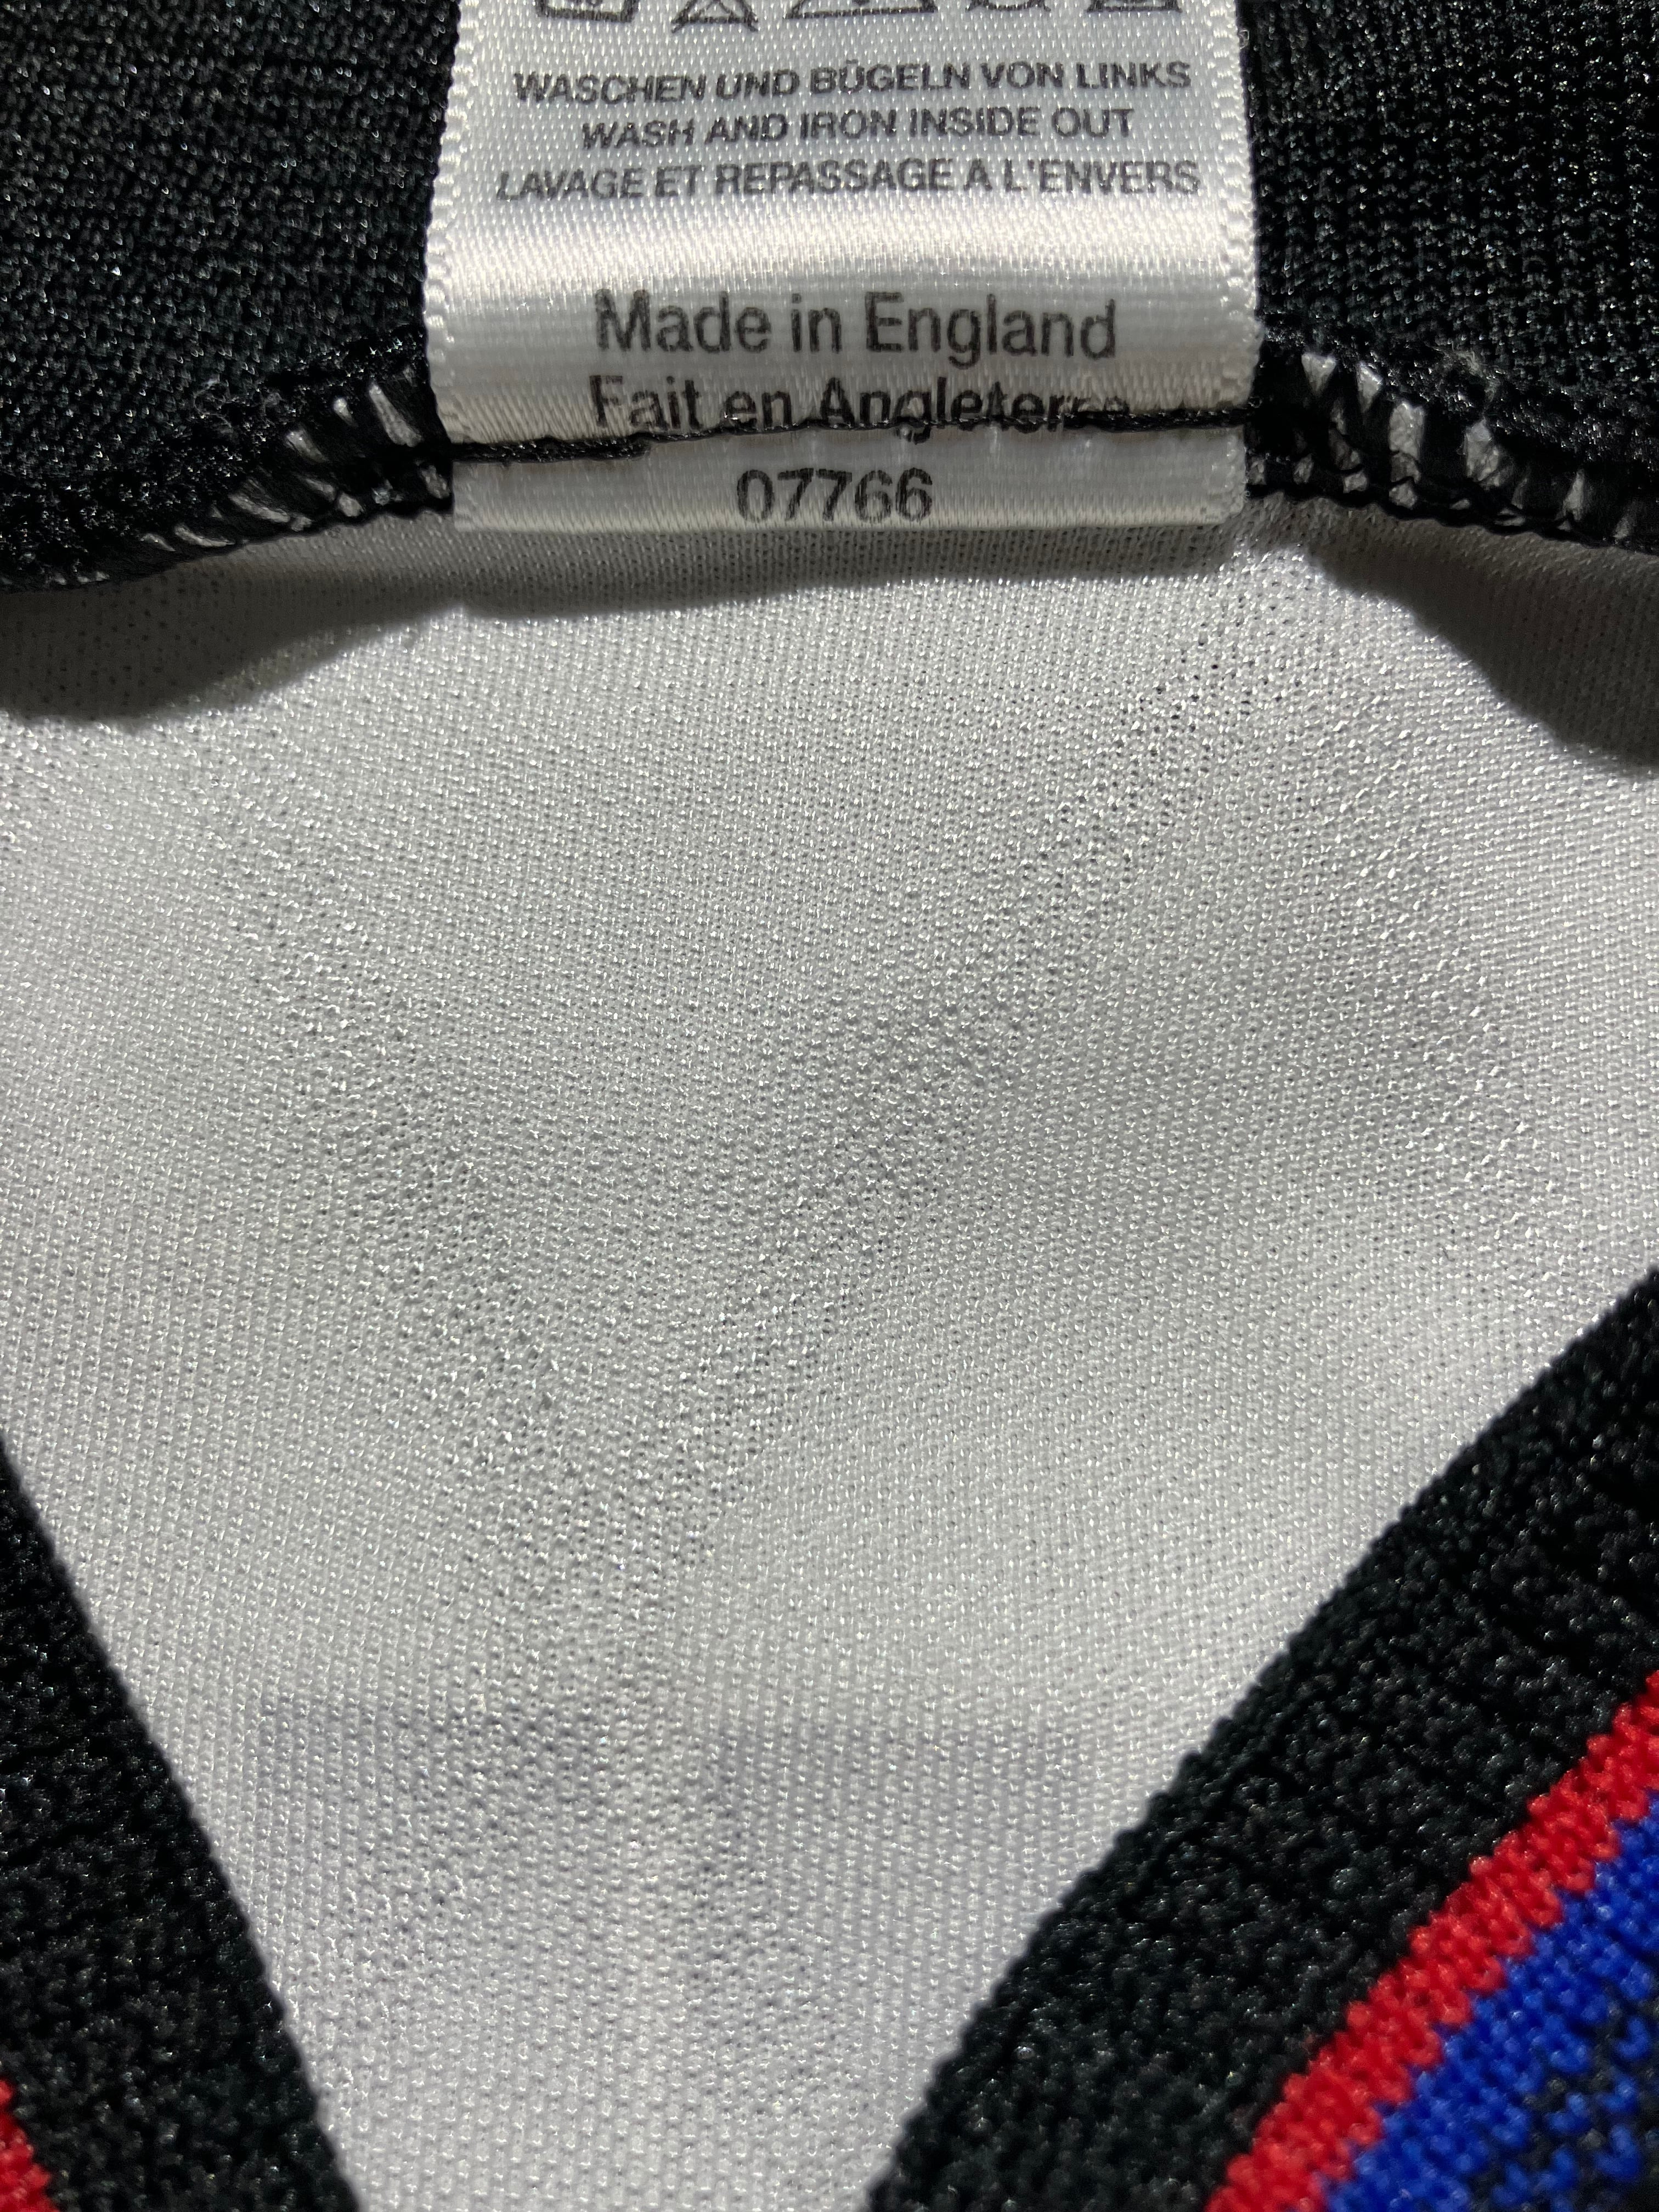 WASCHEN UND BÜGELN VON LINKS
WASH AND IRON INSIDE OUT
LAVAGE ET REPASSAGE A L'ENVERS
Made in England
Fait en Angleterre
07766